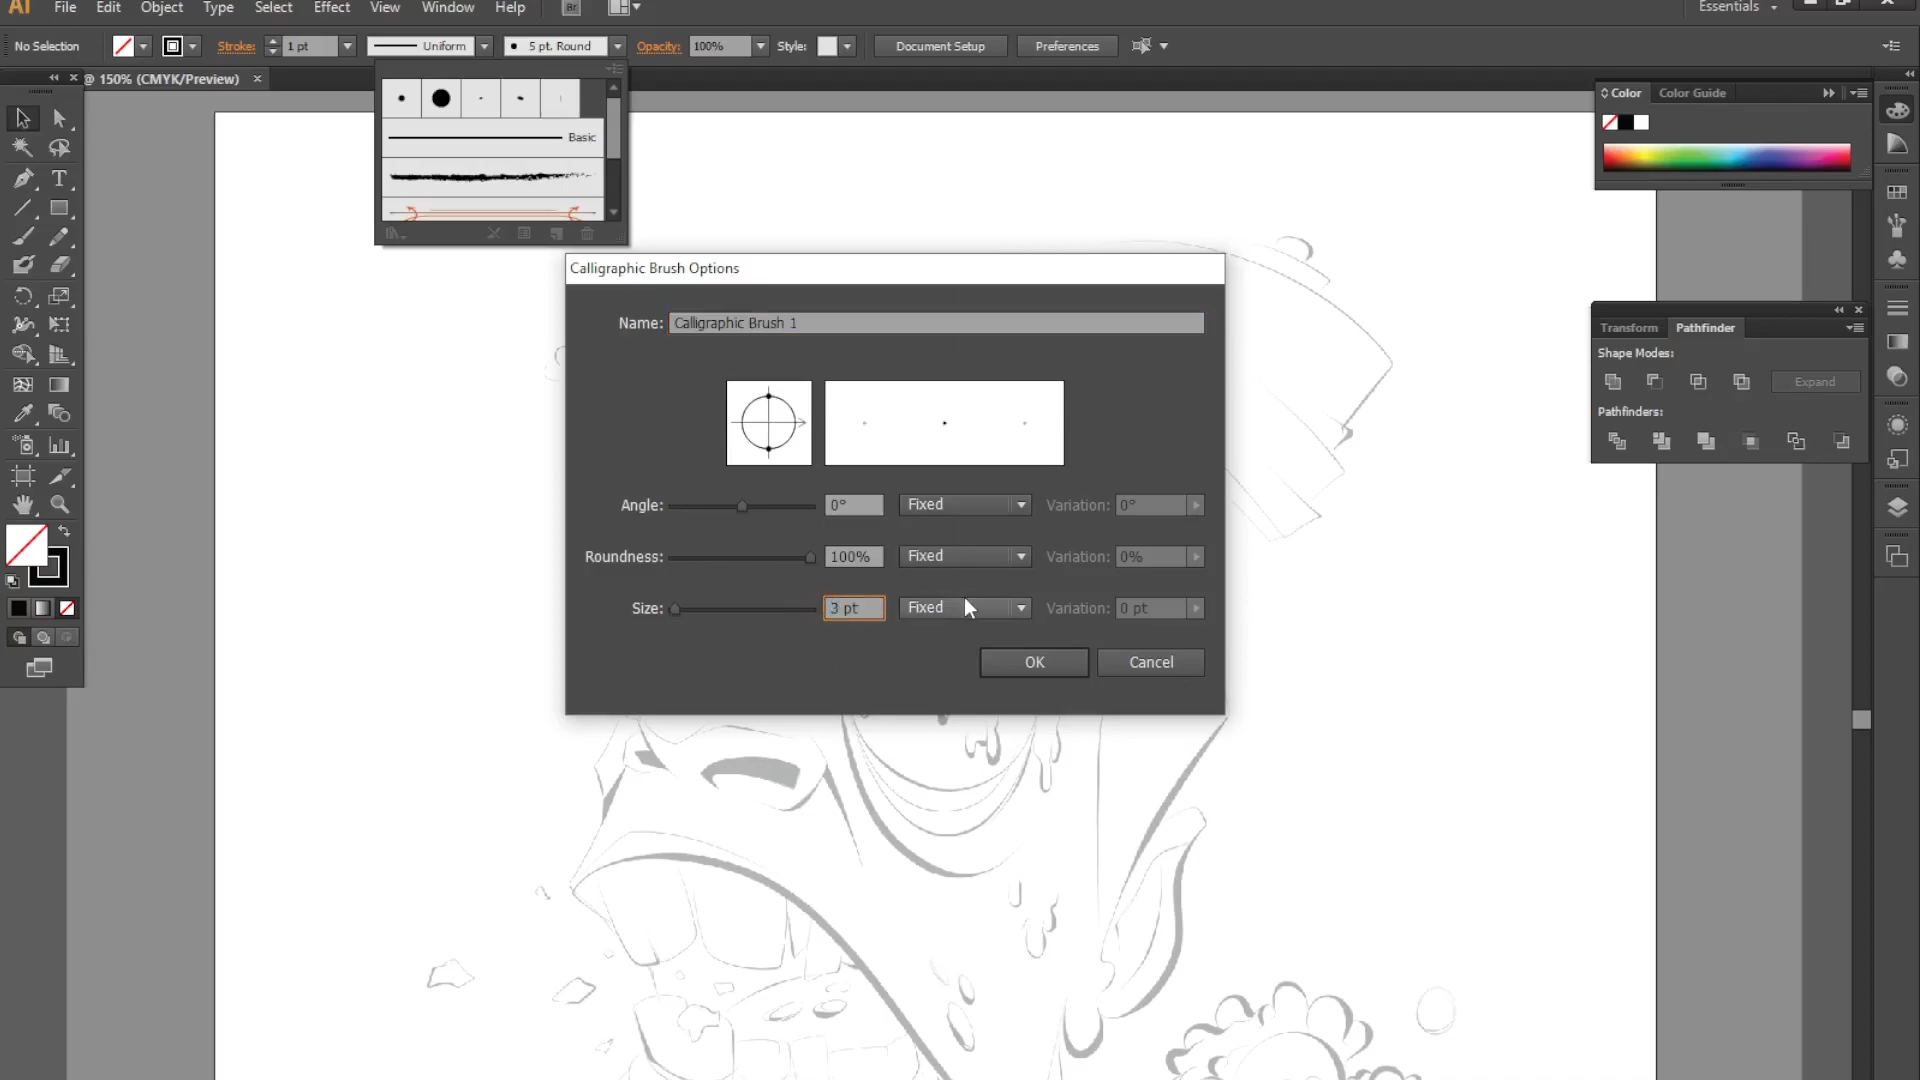 Ai File Edit Object Type Select Effect View Window Help Br Essentials
No Selection Stroke: 1 pt Uniform 5 pt. Round Opacity: 100% Style: Document Setup Preferences
@ 150% (CMYK/Preview)
Basic
Color Color Guide
Transform Pathfinder
Shape Modes:
Expand
Pathfinders:
Calligraphic Brush Options
Name: Calligraphic Brush 1
Angle: 0° Fixed Variation: 0°
Roundness: 100% Fixed Variation: 0%
Size: 3 pt Fixed Variation: 0 pt
OK Cancel